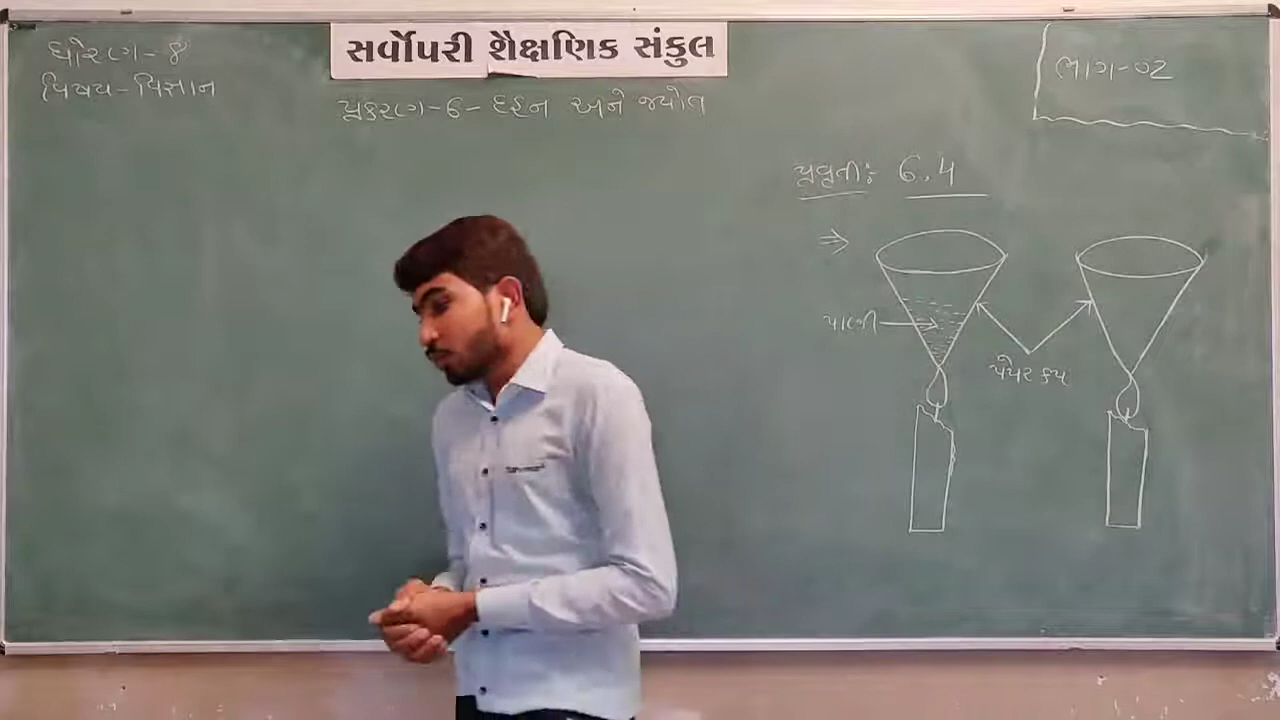 સર્વોપરી શૈક્ષણિક સંકુલ
ધોરણ-8
વિષય-વિજ્ઞાન
પ્રકરણ-6- દહન અને જ્યોત
ભાગ-02
પ્રવૃતી: 6.4
પાણી
પેપર કપ